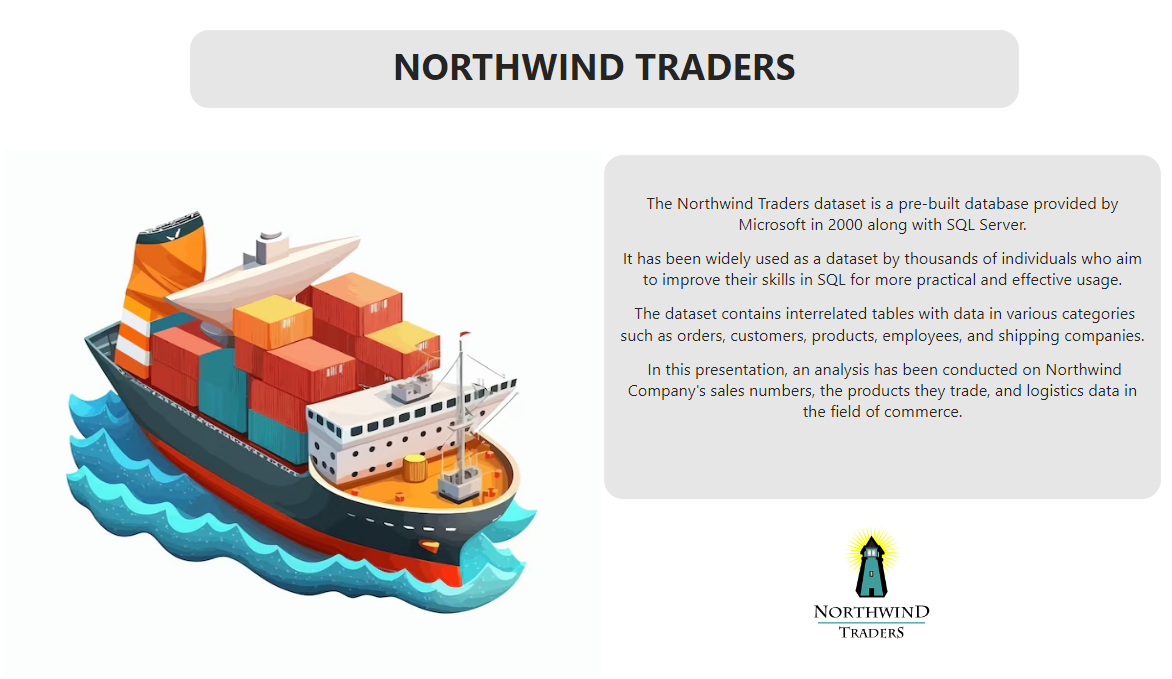 NORTHWIND TRADERS
The Northwind Traders dataset is a pre-built database provided by
Microsoft in 2000 along with SQL Server.
It has been widely used as a dataset by thousands of individuals who aim
to improve their skills in SQL for more practical and effective usage.
The dataset contains interrelated tables with data in various categories
such as orders, customers, products, employees, and shipping companies.
In this presentation, an analysis has been conducted on Northwind
Company's sales numbers, the products they trade, and logistics data in
the field of commerce.
NORTHWIND
TRADERS